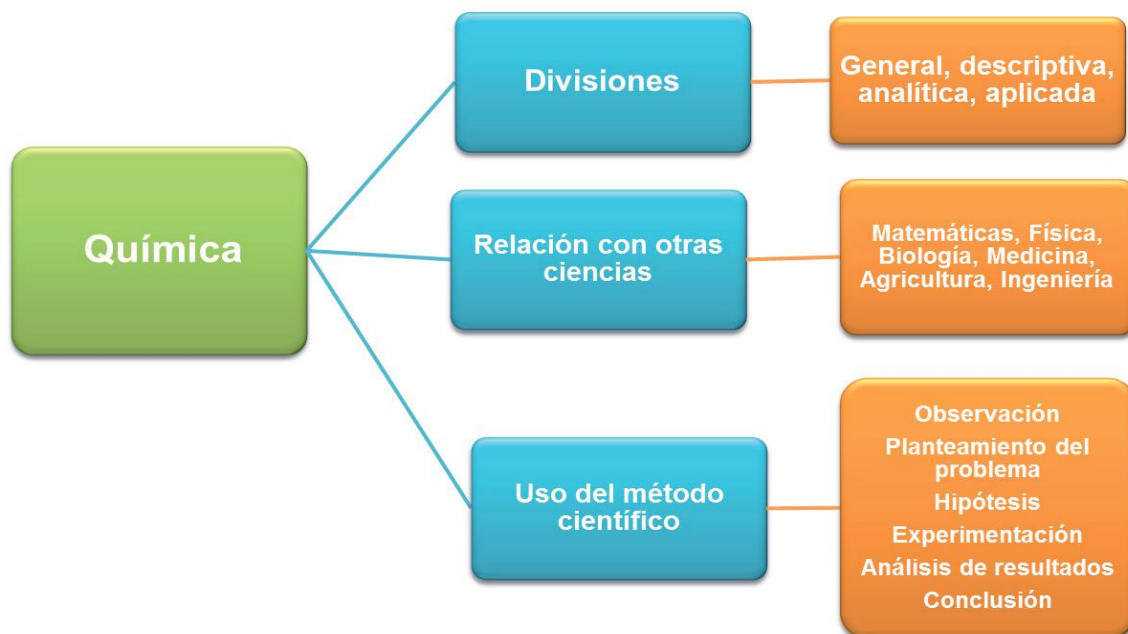 Química
Divisiones
General, descriptiva,
analítica, aplicada
Relación con otras
ciencias
Matemáticas, Física,
Biología, Medicina,
Agricultura, Ingeniería
Uso del método
científico
Observación
Planteamiento del
problema
Hipótesis
Experimentación
Análisis de resultados
Conclusión